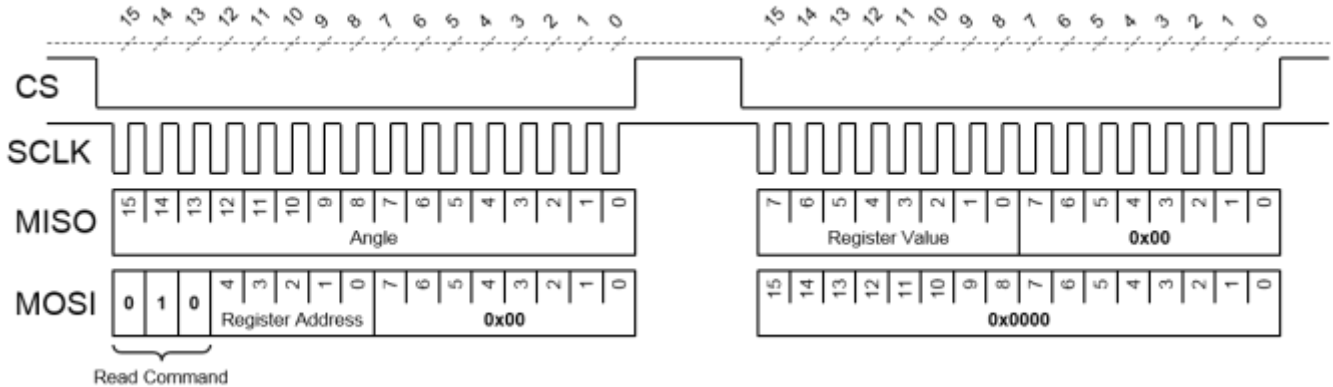 15 14 13 12 11 10 9 8 7 6 5 4 3 2 1 0 15 14 13 12 11 10 9 8 7 6 5 4 3 2 1 0
CS
SCLK
MISO 15 14 13 12 11 10 9 8 7 6 5 4 3 2 1 0 7 6 5 4 3 2 1 0 7 6 5 4 3 2 1 0
Angle Register Value 0x00
MOSI 0 1 0 4 3 2 1 0 7 6 5 4 3 2 1 0 15 14 13 12 11 10 9 8 7 6 5 4 3 2 1 0
Register Address 0x00 0x0000
Read Command